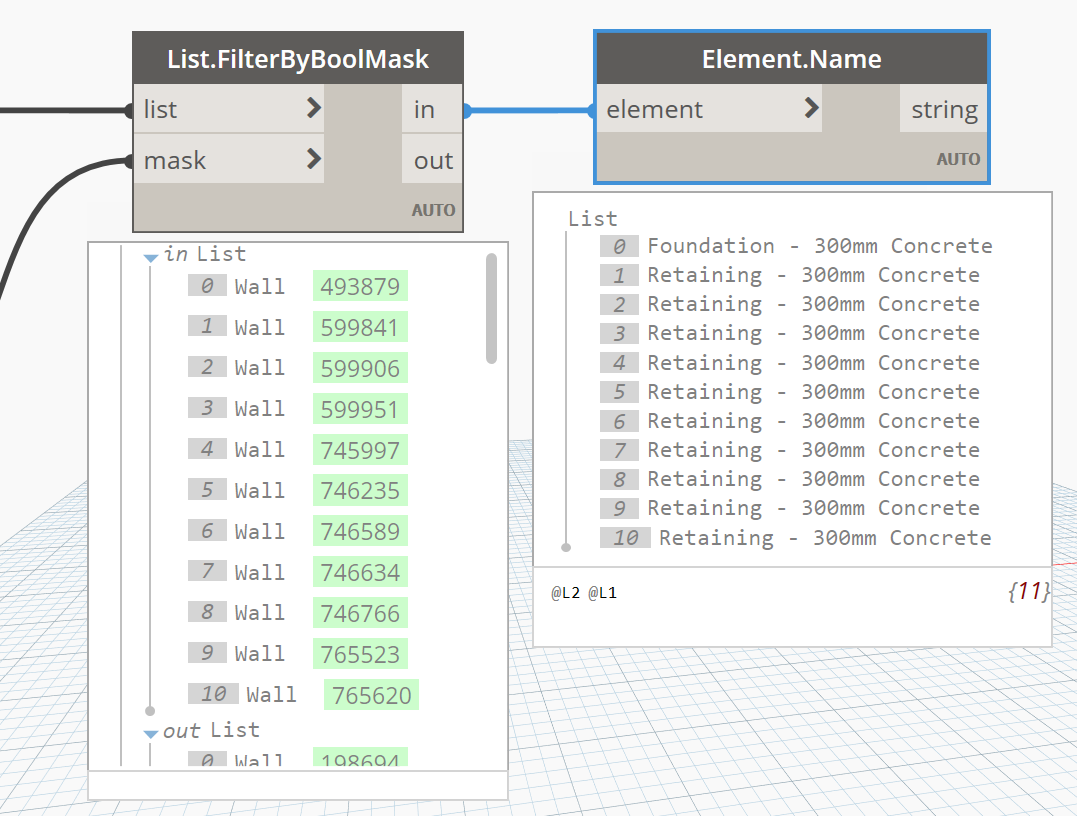 List.FilterByBoolMask
list
in
mask
out
AUTO
in List
0 Wall 493879
1 Wall 599841
2 Wall 599906
3 Wall 599951
4 Wall 745997
5 Wall 746235
6 Wall 746589
7 Wall 746634
8 Wall 746766
9 Wall 765523
10 Wall 765620
out List
0 Wall 198694
Element.Name
element
string
AUTO
List
0 Foundation - 300mm Concrete
1 Retaining - 300mm Concrete
2 Retaining - 300mm Concrete
3 Retaining - 300mm Concrete
4 Retaining - 300mm Concrete
5 Retaining - 300mm Concrete
6 Retaining - 300mm Concrete
7 Retaining - 300mm Concrete
8 Retaining - 300mm Concrete
9 Retaining - 300mm Concrete
10 Retaining - 300mm Concrete
@L2 @L1
{11}